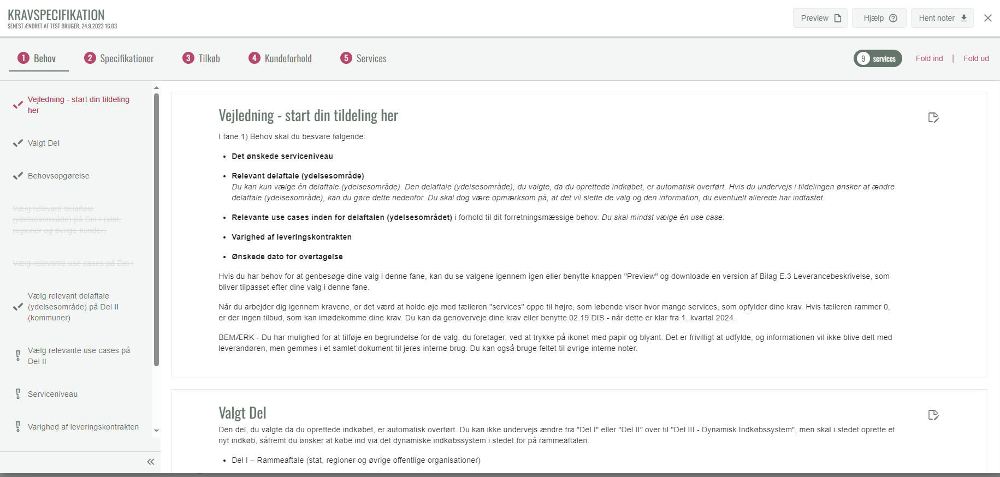 KRAVSPECIFIKATION
SENEST ÆNDRET AF TEST BRUGER, 24.9.2023 16.03
Preview
Hjælp
Hent noter
1 Behov
2 Specifikationer
3 Tilkøb
4 Kundeforhold
5 Services
9 services
Fold ind | Fold ud
Vejledning - start din tildeling
her
Valgt Del
Behovsopgørelse
Vælg relevant delaftale
(ydelsesområde) på Del I (stat,
regioner og øvrige kunder)
Vælg relevante use cases på Del I
Vælg relevant delaftale
(ydelsesområde) på Del II
(kommuner)
Vælg relevante use cases på
Del II
Serviceniveau
Varighed af leveringskontrakten
Vejledning - start din tildeling her
I fane 1) Behov skal du besvare følgende:
• Det ønskede serviceniveau
• Relevant delaftale (ydelsesområde)
Du kan kun vælge én delaftale (ydelsesområde). Den delaftale (ydelsesområde), du valgte, da du oprettede indkøbet, er automatisk overført. Hvis du undervejs i tildelingen ønsker at ændre
delaftale (ydelsesområde), kan du gøre dette nedenfor. Du skal dog være opmærksom på, at det vil slette de valg og den information, du eventuelt allerede har indtastet.
• Relevante use cases inden for delaftalen (ydelsesområdet) i forhold til dit forretningsmæssige behov. Du skal mindst vælge én use case.
• Varighed af leveringskontrakten
• Ønskede dato for overtagelse
Hvis du har behov for at genbesøge dine valg i denne fane, kan du se valgene igennem igen eller benytte knappen "Preview" og downloade en version af Bilag E.3 Leverancebeskrivelse, som
bliver tilpasset efter dine valg i denne fane.
Når du arbejder dig igennem kravene, er det værd at holde øje med tælleren "services" oppe til højre, som løbende viser hvor mange services, som opfylder dine krav. Hvis tælleren rammer 0,
er der ingen tilbud, som kan imødekomme dine krav. Du kan da genoverveje dine krav eller benytte 02.19 DIS - når dette er klar fra 1. kvartal 2024.
BEMÆRK - Du har mulighed for at tilføje en begrundelse for de valg, du foretager, ved at trykke på ikonet med papir og blyant. Det er frivilligt at udfylde, og informationen vil ikke blive delt med
leverandøren, men gemmes i et samlet dokument til jeres interne brug. Du kan også bruge feltet til øvrige interne noter.
Valgt Del
Den del, du valgte da du oprettede indkøbet, er automatisk overført. Du kan ikke undervejs ændre fra "Del I" eller "Del II" over til "Del III - Dynamisk Indkøbssystem", men skal i stedet oprette et
nyt indkøb, såfremt du ønsker at købe ind via det dynamiske indkøbssystem i stedet for på rammeaftalen.
• Del I – Rammeaftale (stat, regioner og øvrige offentlige organisationer)